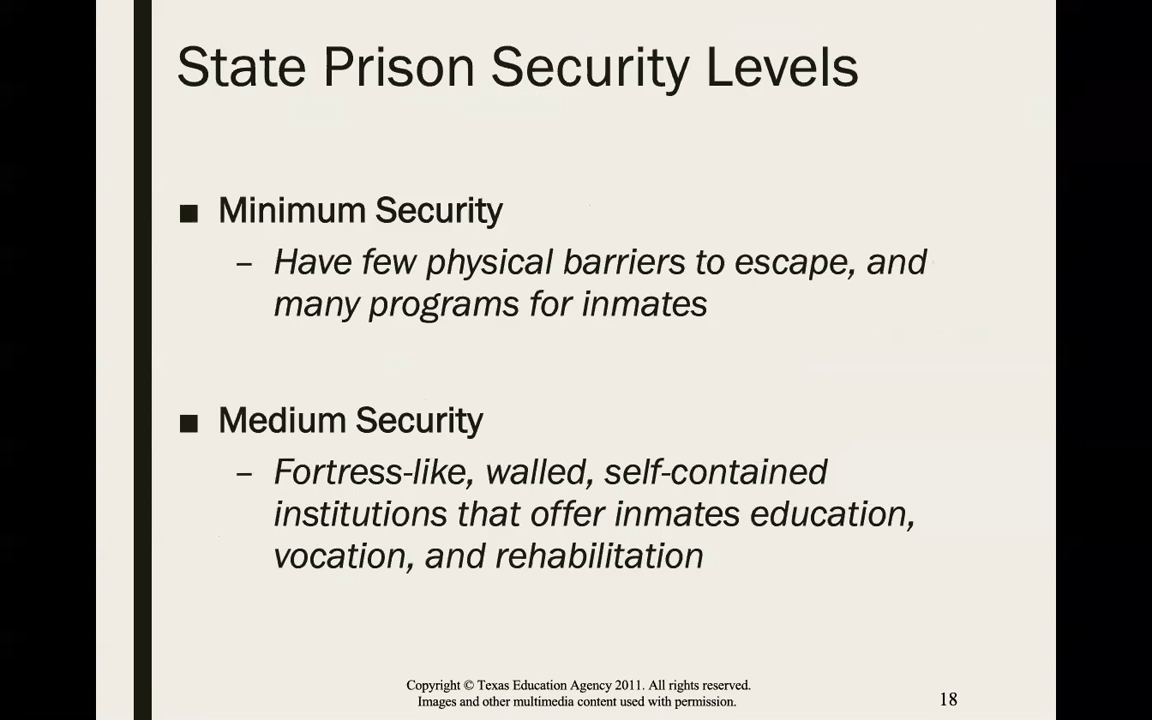 State Prison Security Levels
■ Minimum Security
– Have few physical barriers to escape, and
many programs for inmates
■ Medium Security
– Fortress-like, walled, self-contained
institutions that offer inmates education,
vocation, and rehabilitation
Copyright © Texas Education Agency 2011. All rights reserved.
Images and other multimedia content used with permission.
18